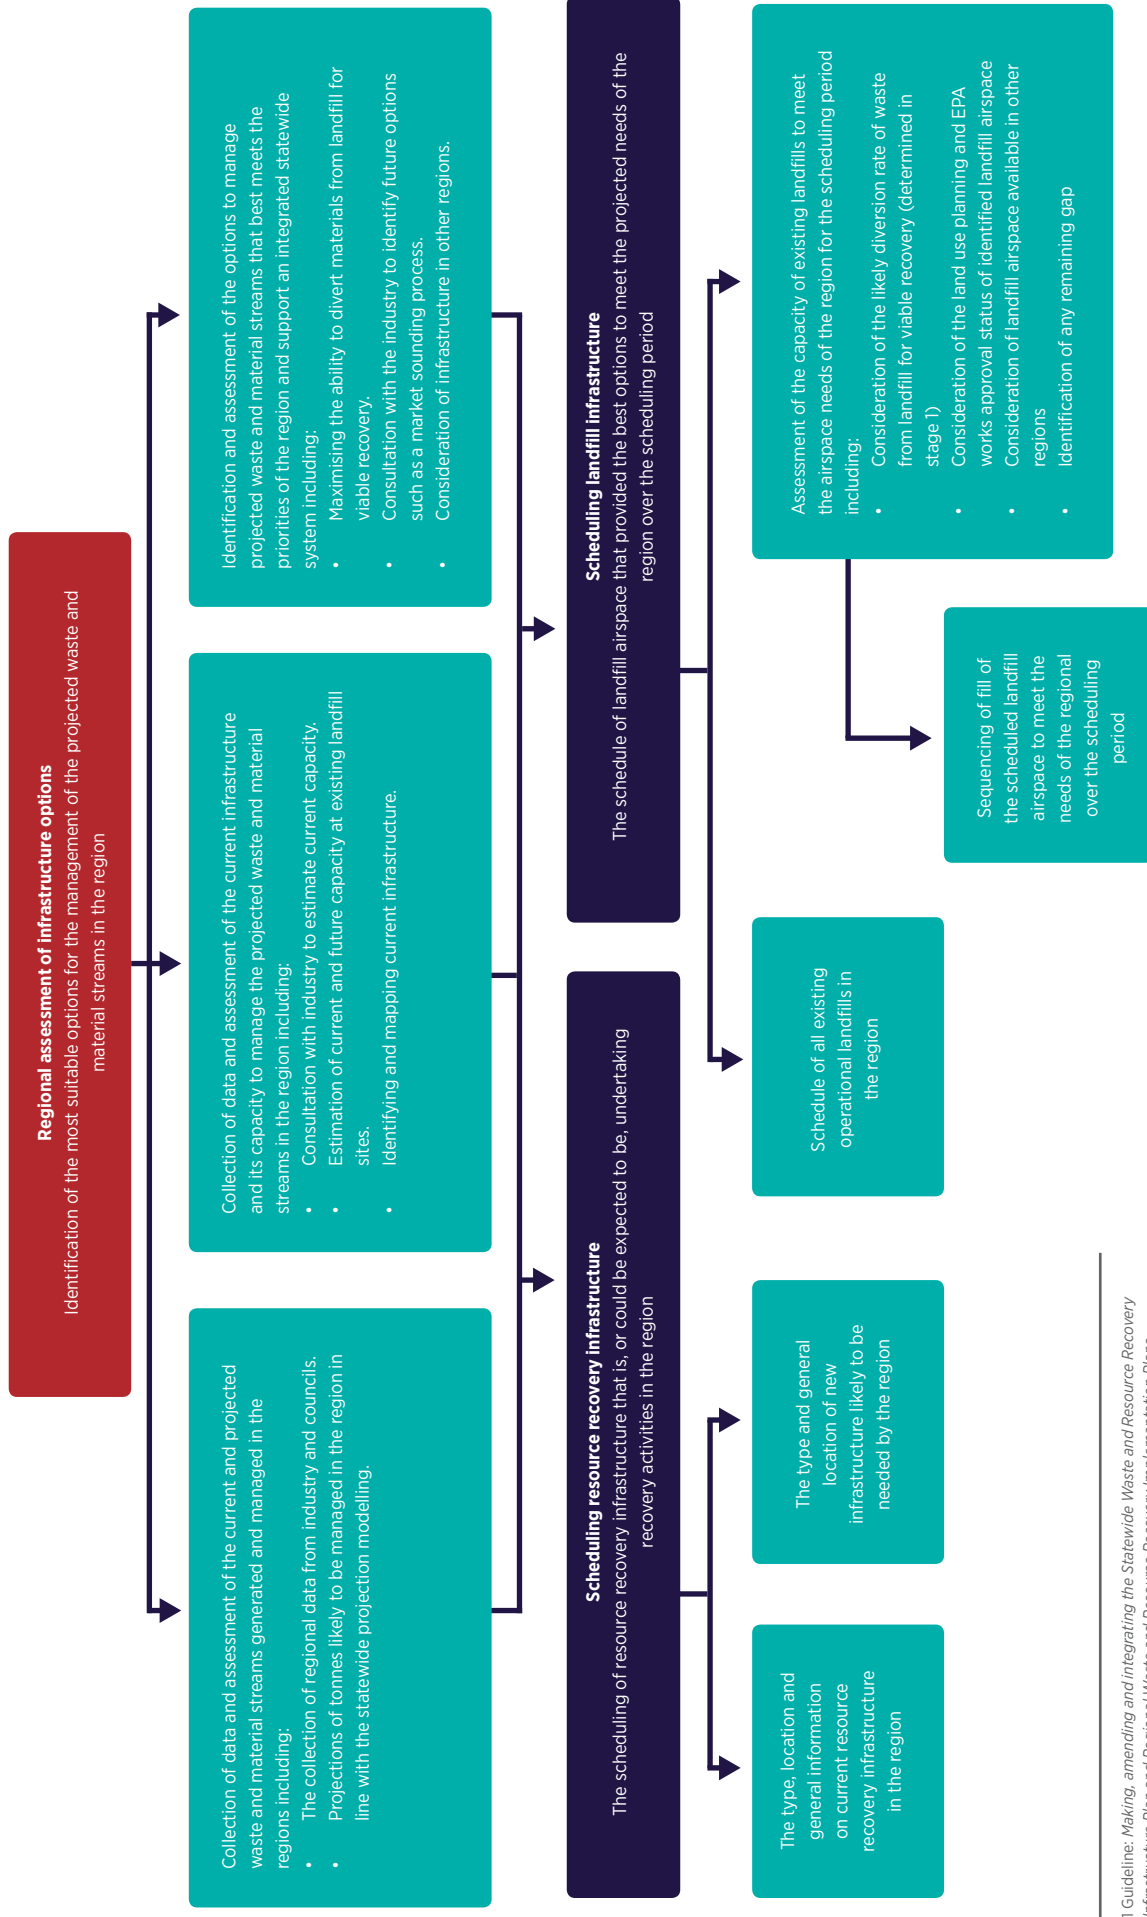 Regional assessment of infrastructure options
Identification of the most suitable options for the management of the projected waste and
material streams in the region
Collection of data and assessment of the current and projected
waste and material streams generated and managed in the
regions including:
• The collection of regional data from industry and councils.
• Projections of tonnes likely to be managed in the region in
line with the statewide projection modelling.
Collection of data and assessment of the current infrastructure
and its capacity to manage the projected waste and material
streams in the region including:
• Consultation with industry to estimate current capacity.
• Estimation of current and future capacity at existing landfill
sites.
• Identifying and mapping current infrastructure.
Identification and assessment of the options to manage
projected waste and material streams that best meets the
priorities of the region and support an integrated statewide
system including:
• Maximising the ability to divert materials from landfill for
viable recovery.
• Consultation with the industry to identify future options
such as a market sounding process.
• Consideration of infrastructure in other regions.
Scheduling resource recovery infrastructure
The scheduling of resource recovery infrastructure that is, or could be expected to be, undertaking
recovery activities in the region
Scheduling landfill infrastructure
The schedule of landfill airspace that provided the best options to meet the projected needs of the
region over the scheduling period
The type, location and
general information
on current resource
recovery infrastructure
in the region
The type and general
location of new
infrastructure likely to be
needed by the region
Schedule of all existing
operational landfills in
the region
Assessment of the capacity of existing landfills to meet
the airspace needs of the region for the scheduling period
including:
• Consideration of the likely diversion rate of waste
from landfill for viable recovery (determined in
stage 1)
• Consideration of the land use planning and EPA
works approval status of identified landfill airspace
• Consideration of landfill airspace available in other
regions
• Identification of any remaining gap
Sequencing of fill of
the scheduled landfill
airspace to meet the
needs of the regional
over the scheduling
period
1 Guideline: Making, amending and integrating the Statewide Waste and Resource Recovery
Infrastructure Plan and Regional Waste and Resource Recovery Implementation Plans